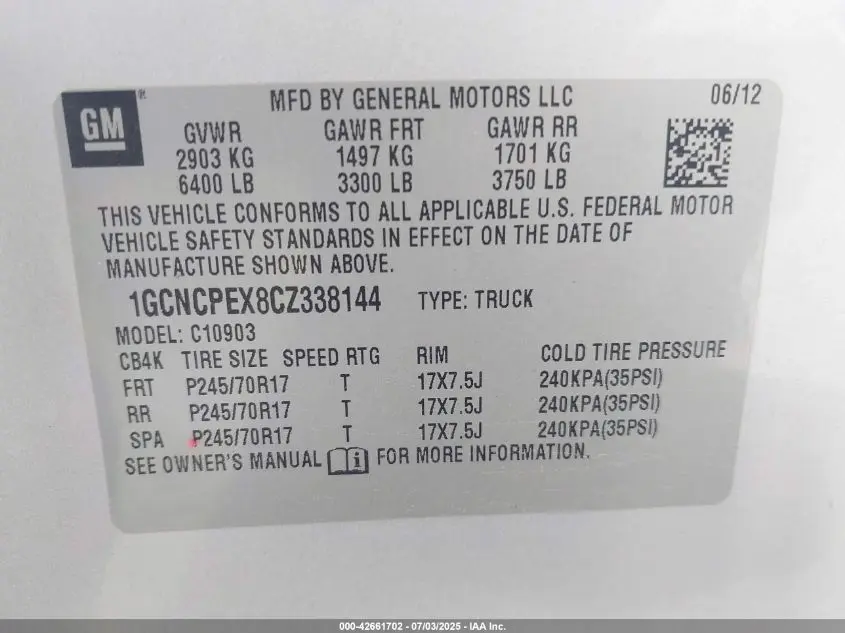 GM®
MFD BY GENERAL MOTORS LLC 06/12
GVWR GAWR FRT GAWR RR
2903 KG 1497 KG 1701 KG
6400 LB 3300 LB 3750 LB
THIS VEHICLE CONFORMS TO ALL APPLICABLE U.S. FEDERAL MOTOR
VEHICLE SAFETY STANDARDS IN EFFECT ON THE DATE OF
MANUFACTURE SHOWN ABOVE.
1GCNCPEX8CZ338144 TYPE: TRUCK
MODEL: C10903
CB4K TIRE SIZE SPEED RTG RIM COLD TIRE PRESSURE
FRT P245/70R17 T 17X7.5J 240KPA(35PSI)
RR P245/70R17 T 17X7.5J 240KPA(35PSI)
SPA P245/70R17 T 17X7.5J 240KPA(35PSI)
SEE OWNER'S MANUAL i FOR MORE INFORMATION.
000-42661702 - 07/03/2025 - IAA Inc.